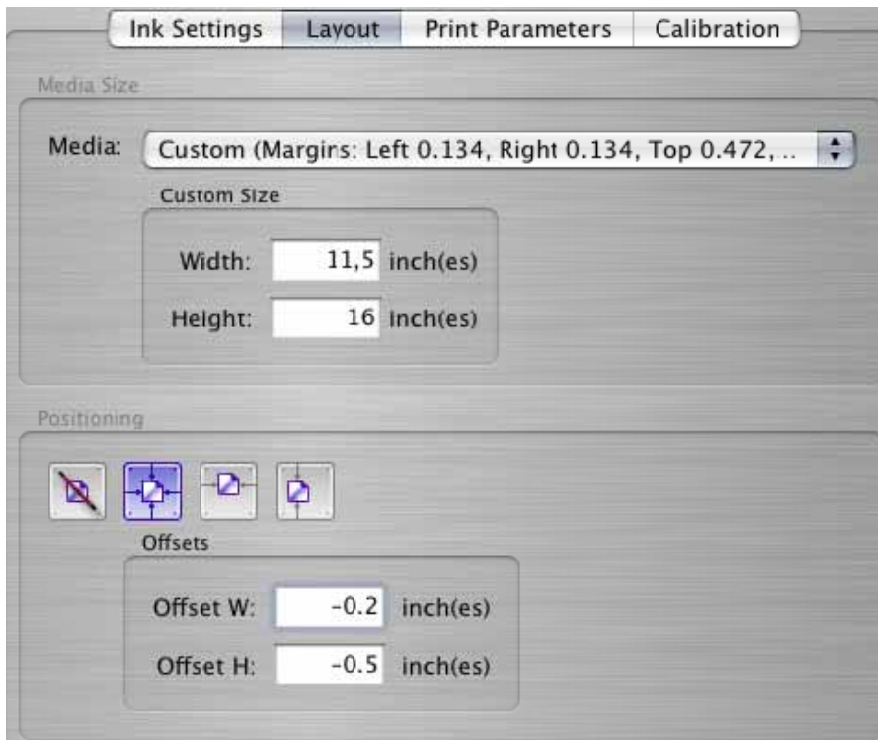 Ink Settings Layout Print Parameters Calibration
Media Size
Media: Custom (Margins: Left 0.134, Right 0.134, Top 0.472, ..
Custom Size
Width: 11,5 inch(es)
Height: 16 inch(es)
Positioning
Offsets
Offset W: -0.2 inch(es)
Offset H: -0.5 inch(es)